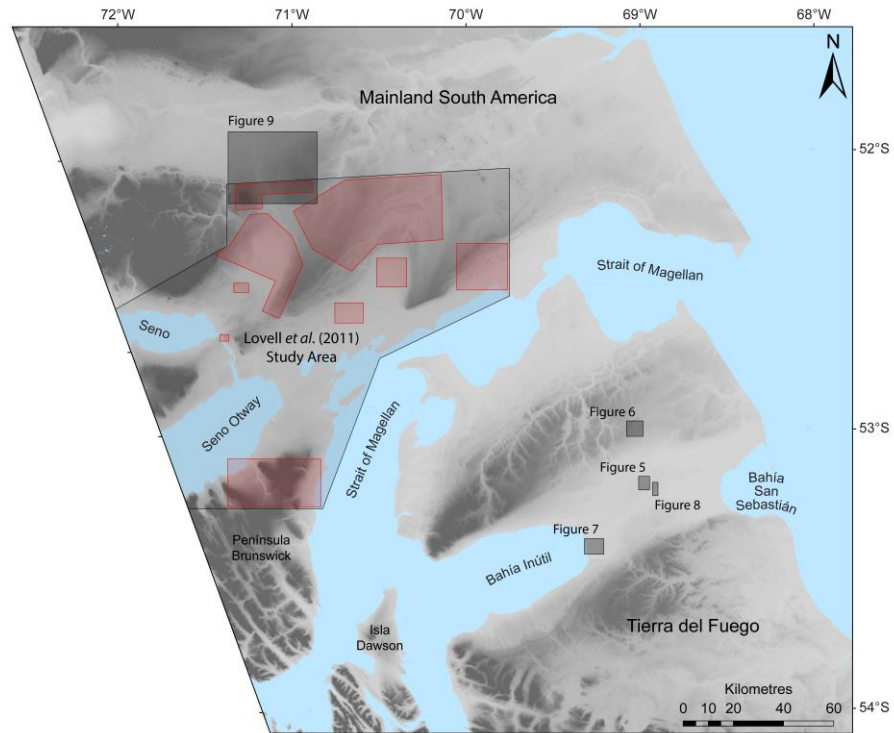 72°W 71°W 70°W 69°W 68°W
N
Mainland South America
Figure 9
52°S
Strait of Magellan
Seno
Lovell et al. (2011)
Study Area
Seno Otway
Strait of Magellan
Figure 6
53°S
Figure 5
Bahía
San
Sebastián
Figure 8
Figure 7
Península
Brunswick
Bahía Inútil
Isla
Dawson
Tierra del Fuego
Kilometres
0 5 10 20 40 60
54°S